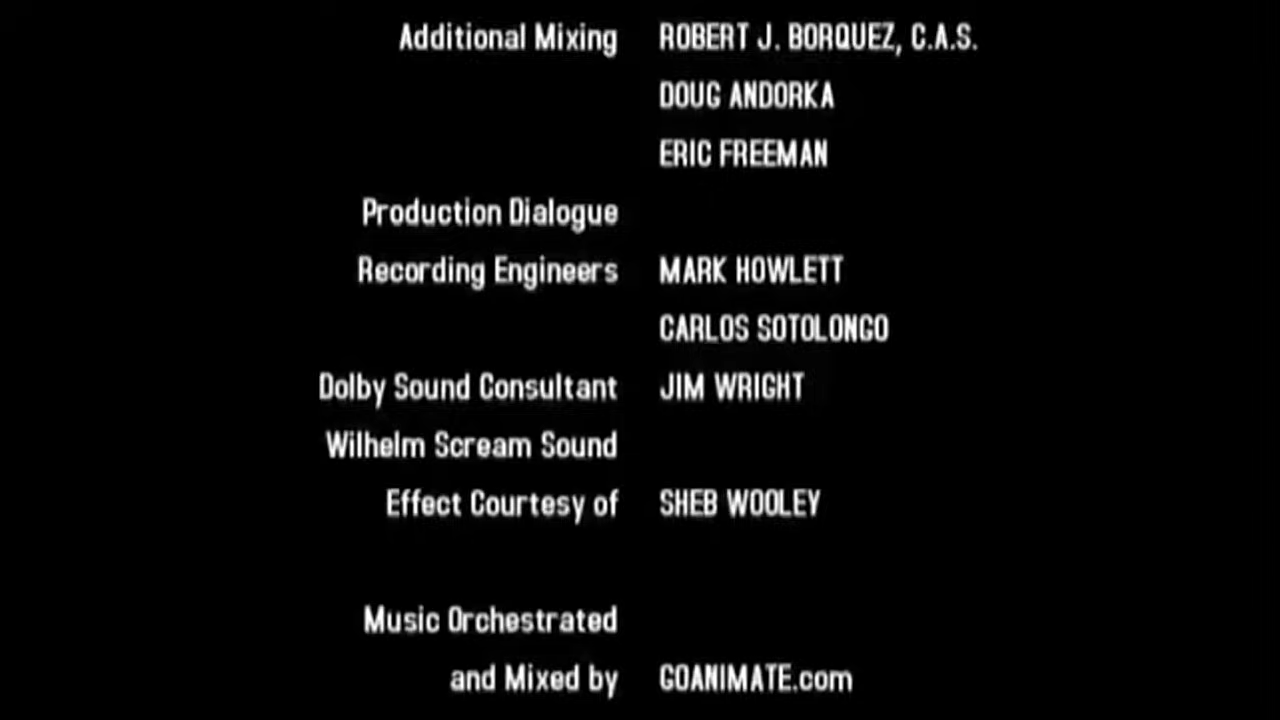 Additional Mixing ROBERT J. BORQUEZ, C.A.S.
DOUG ANDORKA
ERIC FREEMAN
Production Dialogue
Recording Engineers MARK HOWLETT
CARLOS SOTOLONGO
Dolby Sound Consultant JIM WRIGHT
Wilhelm Scream Sound
Effect Courtesy of SHEB WOOLEY
Music Orchestrated
and Mixed by GOANIMATE.com